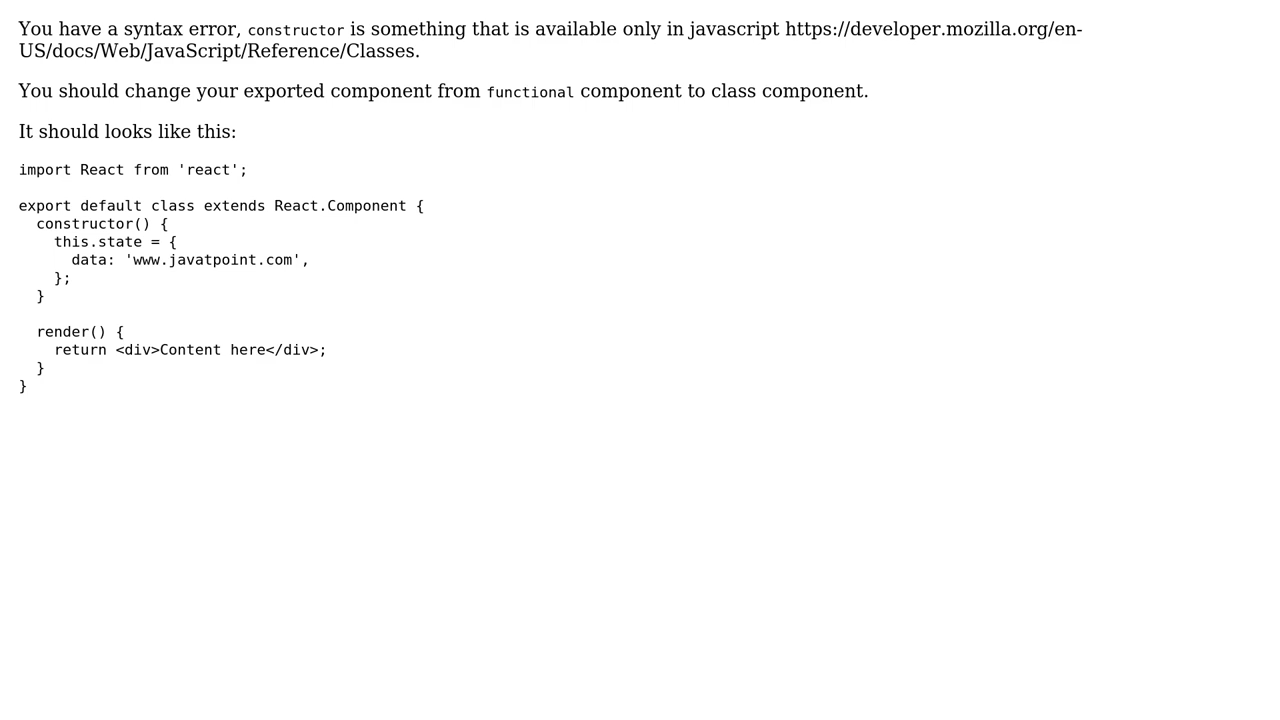 You have a syntax error, constructor is something that is available only in javascript https://developer.mozilla.org/en-
US/docs/Web/JavaScript/Reference/Classes.
You should change your exported component from functional component to class component.
It should looks like this:
import React from 'react';
export default class extends React.Component {
  constructor() {
    this.state = {
      data: 'www.javatpoint.com',
    };
  }
  render() {
    return <div>Content here</div>;
  }
}